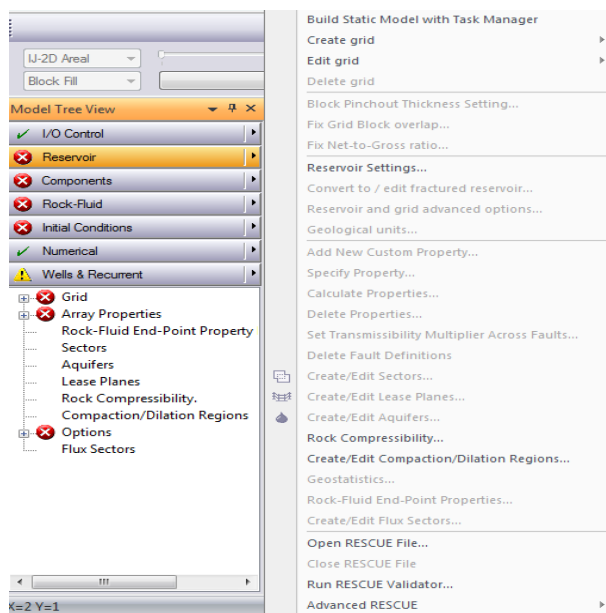 IJ-2D Areal
Block Fill
Model Tree View
I/O Control
Reservoir
Components
Rock-Fluid
Initial Conditions
Numerical
Wells & Recurrent
Grid
Array Properties
Rock-Fluid End-Point Property
Sectors
Aquifers
Lease Planes
Rock Compressibility.
Compaction/Dilation Regions
Options
Flux Sectors
X=2 Y=1
Build Static Model with Task Manager
Create grid
Edit grid
Delete grid
Block Pinchout Thickness Setting...
Fix Grid Block overlap...
Fix Net-to-Gross ratio...
Reservoir Settings...
Convert to / edit fractured reservoir...
Reservoir and grid advanced options...
Geological units...
Add New Custom Property...
Specify Property...
Calculate Properties...
Delete Properties...
Set Transmissibility Multiplier Across Faults...
Delete Fault Definitions
Create/Edit Sectors...
Create/Edit Lease Planes...
Create/Edit Aquifers...
Rock Compressibility...
Create/Edit Compaction/Dilation Regions...
Geostatistics...
Rock-Fluid End-Point Properties...
Create/Edit Flux Sectors...
Open RESCUE File...
Close RESCUE File
Run RESCUE Validator...
Advanced RESCUE